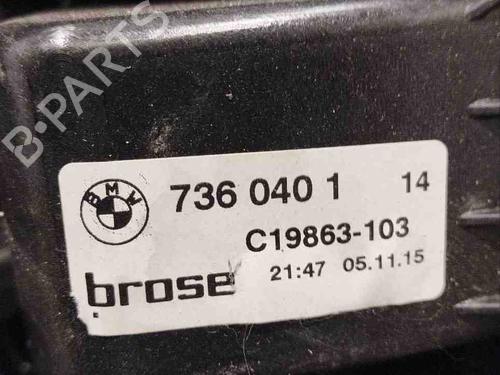 B-PARTS
BMW
736 040 1 14
C19863-103
brose 21:47 05.11.15